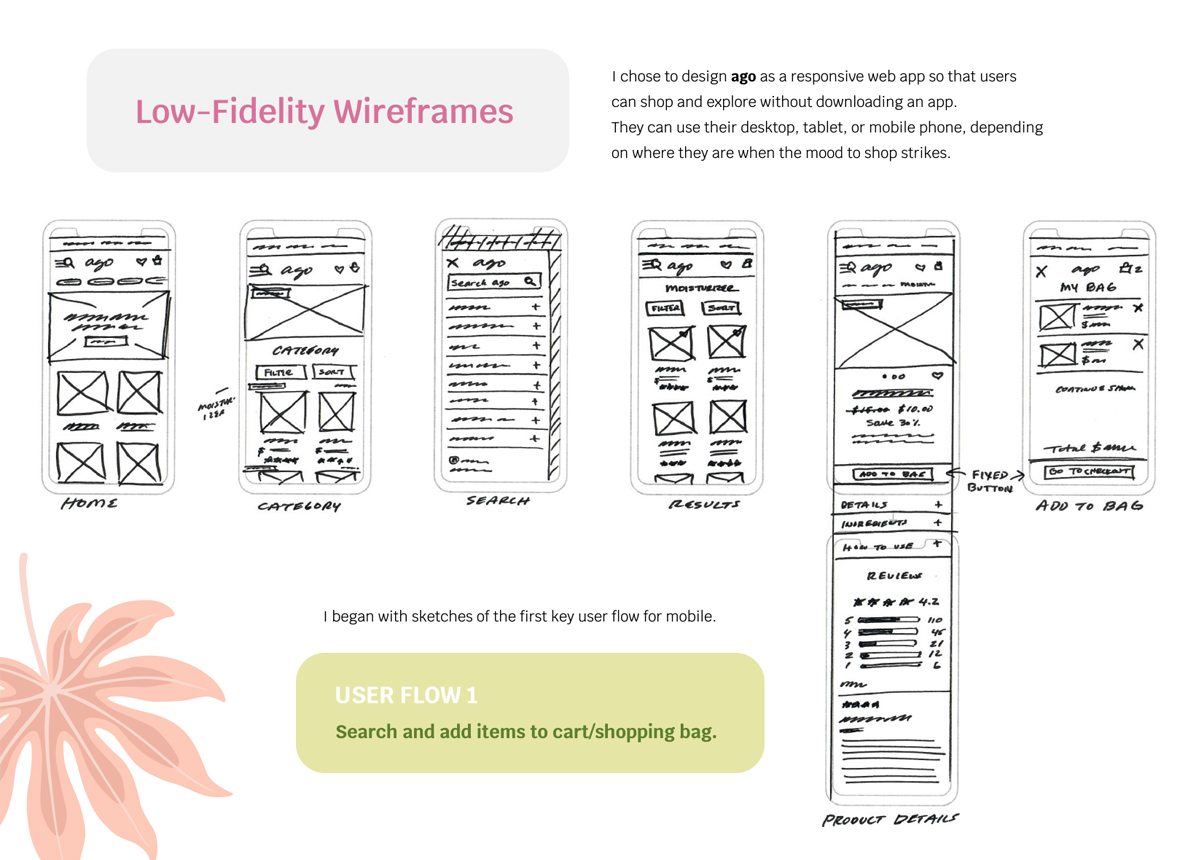 Low-Fidelity Wireframes
I chose to design ago as a responsive web app so that users
can shop and explore without downloading an app.
They can use their desktop, tablet, or mobile phone, depending
on where they are when the mood to shop strikes.
ago
HOME
MOISTUR-
IZER
ago
CATEGORY
FILTER SORT
$
CATEGORY
X ago
Search ago
+
+
+
+
+
+
+
+
SEARCH
ago
MOISTURIZER
FILTER SORT
$ $
RESULTS
ago
$15.00 $10.00
Save 30%
ADD TO BAG
DETAILS +
INGREDIENTS +
HOW TO USE +
REVIEWS
4.2
5 110
4 45
3 21
2 12
1 6
PRODUCT DETAILS
FIXED
BUTTON
X ago 2
MY BAG
X
$
X
$
CONTINUE
Total $
GO TO CHECKOUT
ADD TO BAG
I began with sketches of the first key user flow for mobile.
USER FLOW 1
Search and add items to cart/shopping bag.